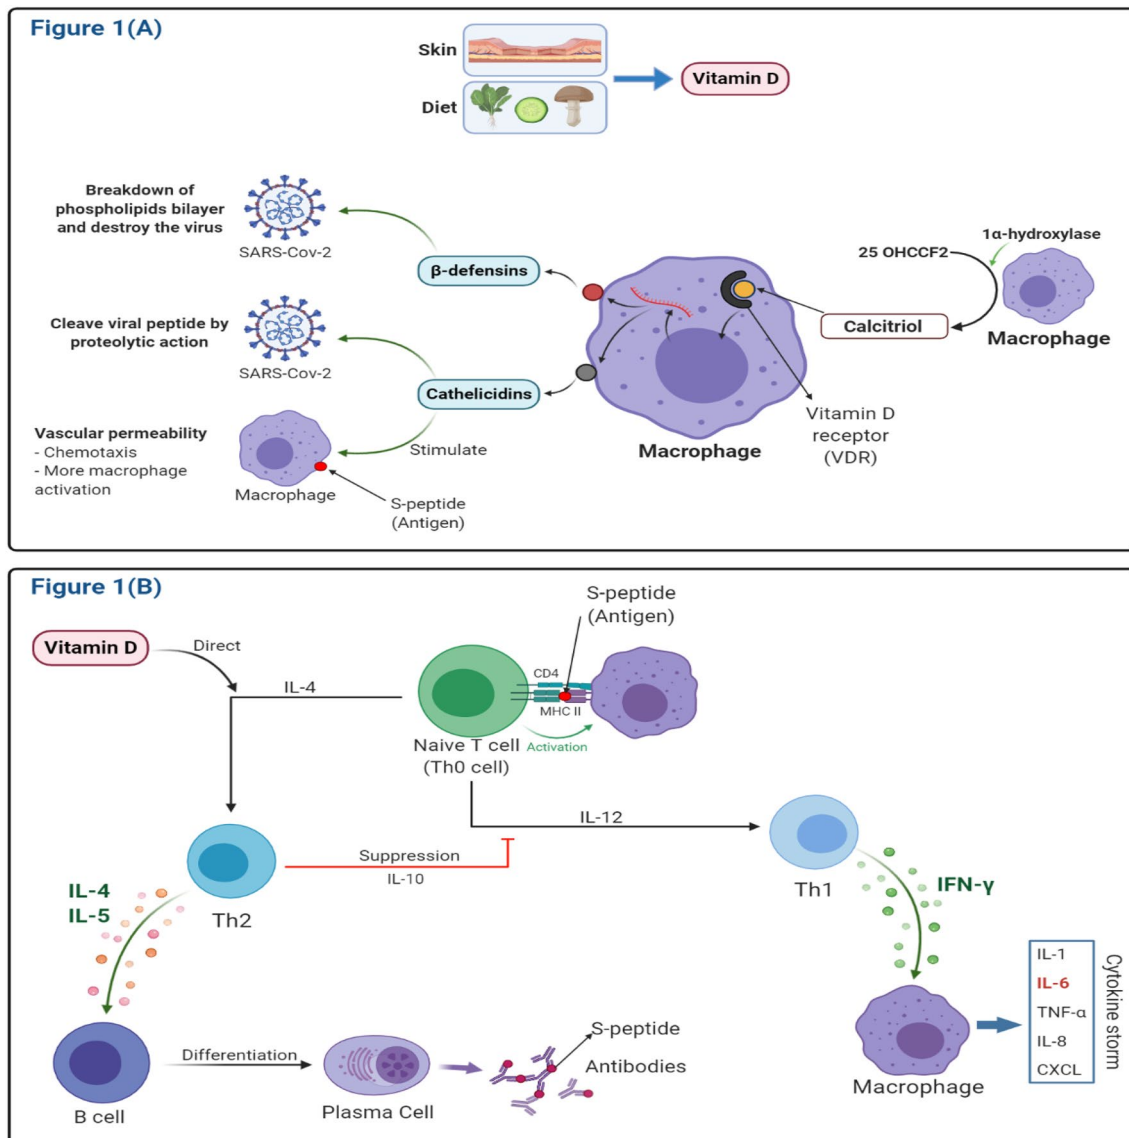 Figure 1(A)
Skin
Diet
Vitamin D
Breakdown of
phospholipids bilayer
and destroy the virus
SARS-Cov-2
β-defensins
Cleave viral peptide by
proteolytic action
SARS-Cov-2
Cathelicidins
Stimulate
Vascular permeability
- Chemotaxis
- More macrophage
activation
Macrophage
S-peptide
(Antigen)
Macrophage
Vitamin D
receptor
(VDR)
Calcitriol
25 OHCCF2
1α-hydroxylase
Macrophage
Figure 1(B)
Vitamin D
Direct
IL-4
S-peptide
(Antigen)
CD4
MHC II
Activation
Naive T cell
(Th0 cell)
IL-12
Suppression
IL-10
Th2
Th1
IL-4
IL-5
IFN-γ
B cell
Differentiation
Plasma Cell
S-peptide
Antibodies
Macrophage
IL-1
IL-6
TNF-α
IL-8
CXCL
Cytokine storm